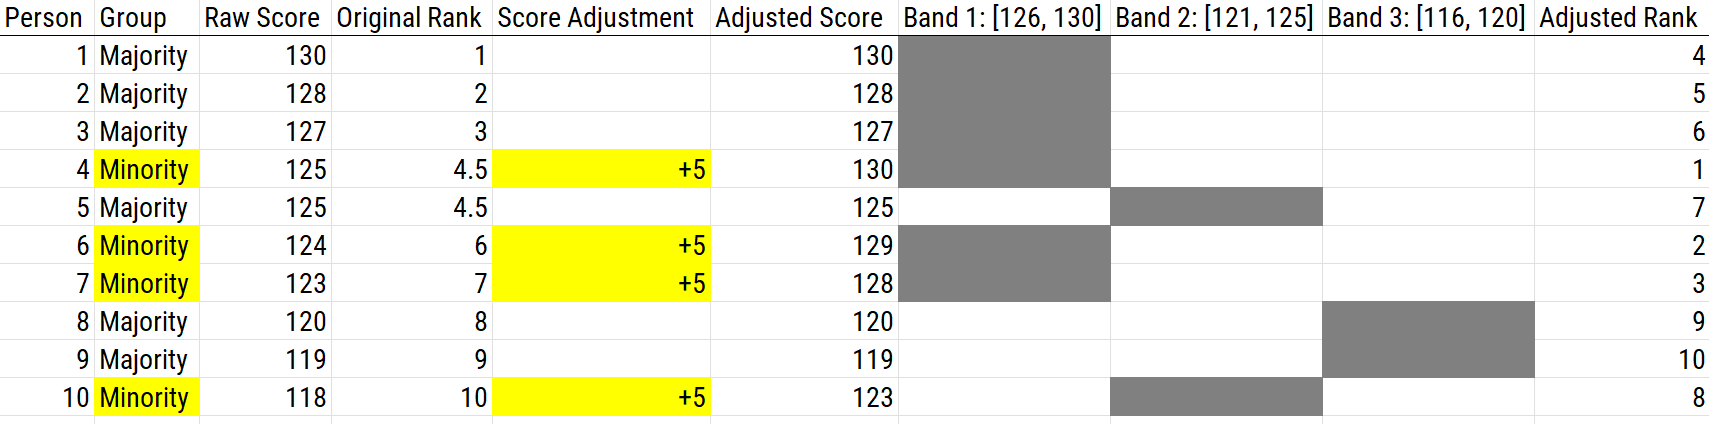 Person Group Raw Score Original Rank Score Adjustment Adjusted Score Band 1: [126, 130] Band 2: [121, 125] Band 3: [116, 120] Adjusted Rank
1 Majority 130 1 130 4
2 Majority 128 2 128 5
3 Majority 127 3 127 6
4 Minority 125 4.5 +5 130 1
5 Majority 125 4.5 125 7
6 Minority 124 6 +5 129 2
7 Minority 123 7 +5 128 3
8 Majority 120 8 120 9
9 Majority 119 9 119 10
10 Minority 118 10 +5 123 8